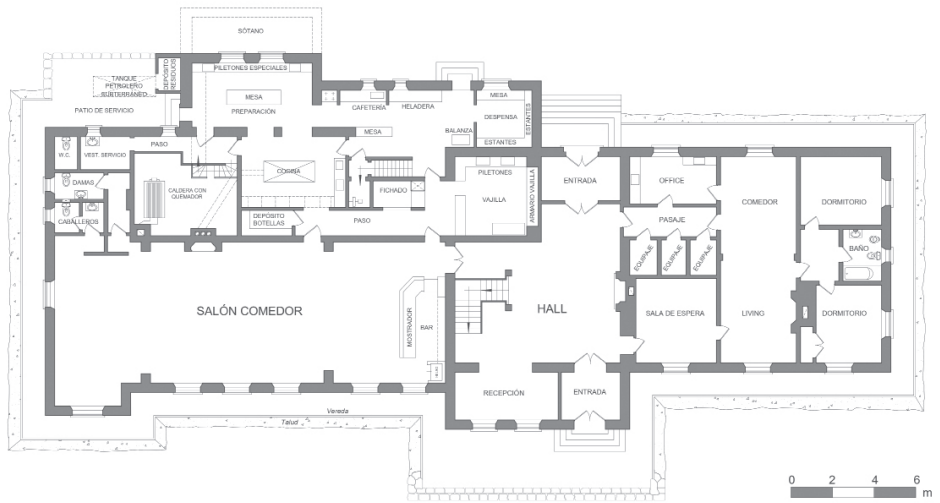 SÓTANO
PILETONES ESPECIALES
DEPÓSITO
RESIDUOS
TANQUE
PETROLERO
SUBTERRÁNEO
MESA
PREPARACIÓN
PATIO DE SERVICIO
CAFETERÍA
HELADERA
MESA
DESPENSA
ESTANTES
ESTANTES
BALANZA
MESA
PASO
W.C.
VEST. SERVICIO
COCINA
DAMAS
CALDERA CON
QUEMADOR
FICHADO
PILETONES
VAJILLA
ARMARIO VAJILLA
ENTRADA
OFFICE
COMEDOR
DORMITORIO
CABALLEROS
DEPÓSITO
BOTELLAS
PASO
PASAJE
EQUIPAJE
EQUIPAJE
EQUIPAJE
BAÑO
SALÓN COMEDOR
MOSTRADOR
BAR
HALL
SALA DE ESPERA
LIVING
DORMITORIO
RECEPCIÓN
ENTRADA
Vereda
Talud
0 2 4 6
m